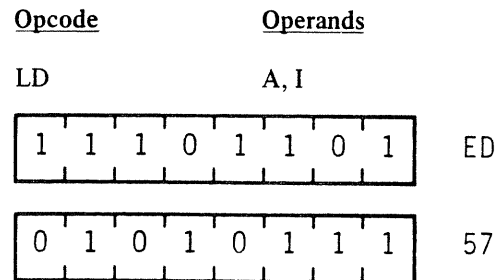 Opcode Operands
LD A, I
1 1 1 0 1 1 0 1 ED
0 1 0 1 0 1 1 1 57